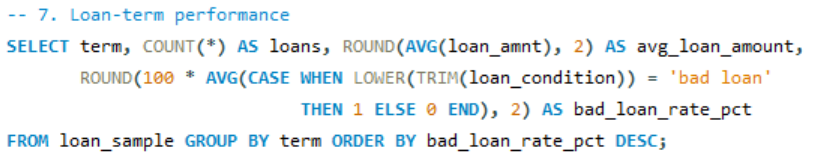 -- 7. Loan-term performance
SELECT term, COUNT(*) AS loans, ROUND(AVG(loan_amnt), 2) AS avg_loan_amount,
       ROUND(100 * AVG(CASE WHEN LOWER(TRIM(loan_condition)) = 'bad loan'
                            THEN 1 ELSE 0 END), 2) AS bad_loan_rate_pct
FROM loan_sample GROUP BY term ORDER BY bad_loan_rate_pct DESC;